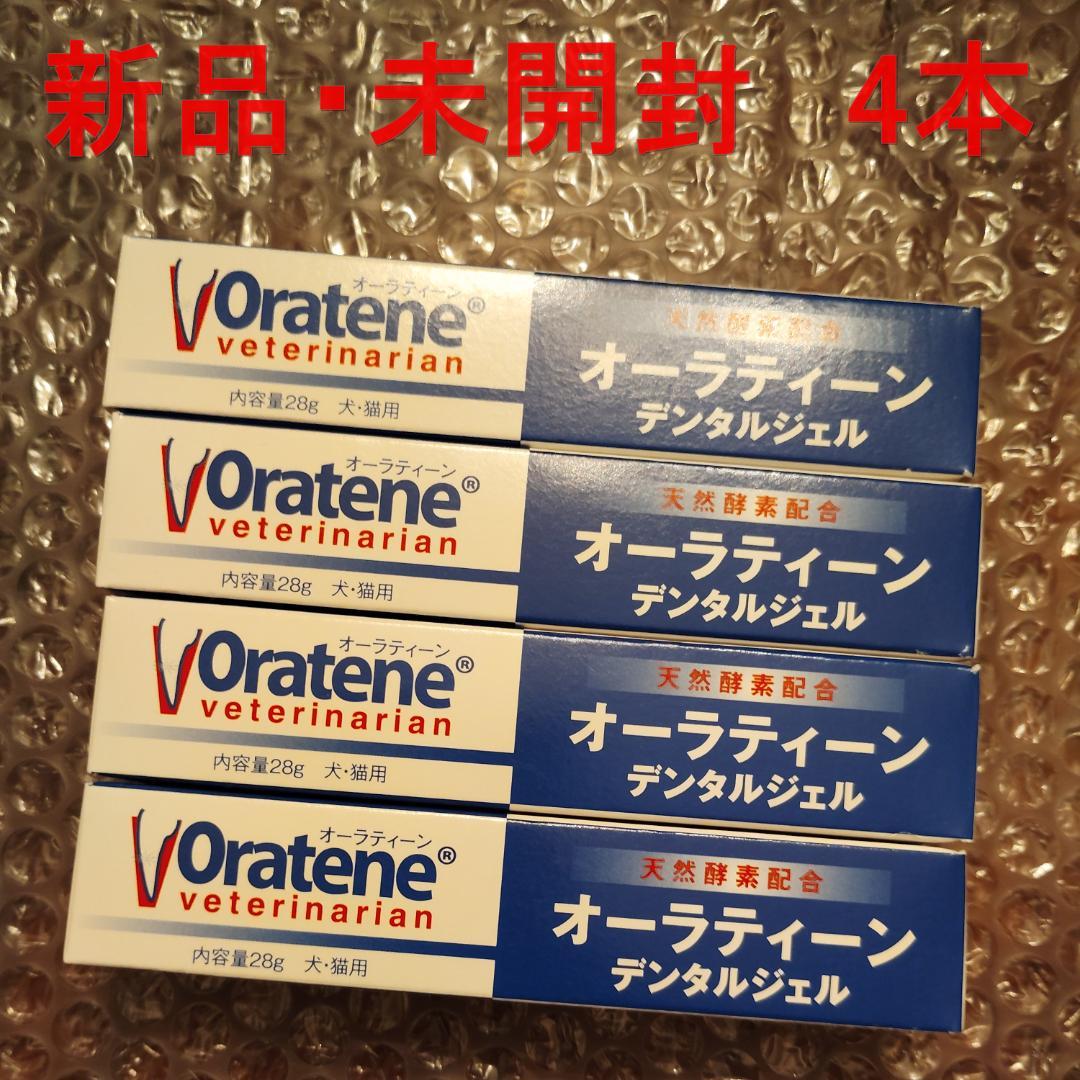 新品・未開封 4本
オーラティーン
Oratene®
veterinarian
内容量28g 犬・猫用
天然酵素配合
オーラティーン
デンタルジェル
オーラティーン
Oratene®
veterinarian
内容量28g 犬・猫用
天然酵素配合
オーラティーン
デンタルジェル
オーラティーン
Oratene®
veterinarian
内容量28g 犬・猫用
天然酵素配合
オーラティーン
デンタルジェル
オーラティーン
Oratene®
veterinarian
内容量28g 犬・猫用
天然酵素配合
オーラティーン
デンタルジェル